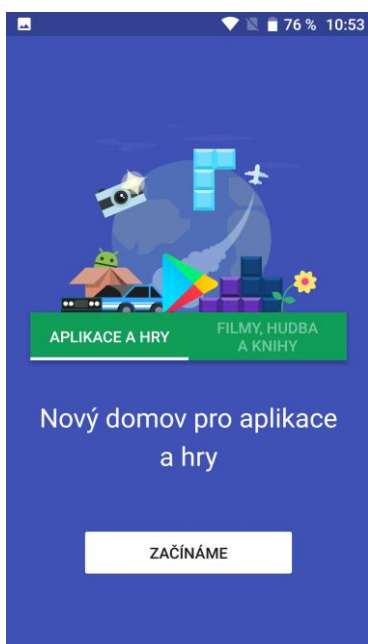 76 % 10:53
APLIKACE A HRY
FILMY, HUDBA
A KNIHY
Nový domov pro aplikace
a hry
ZAČÍNÁME